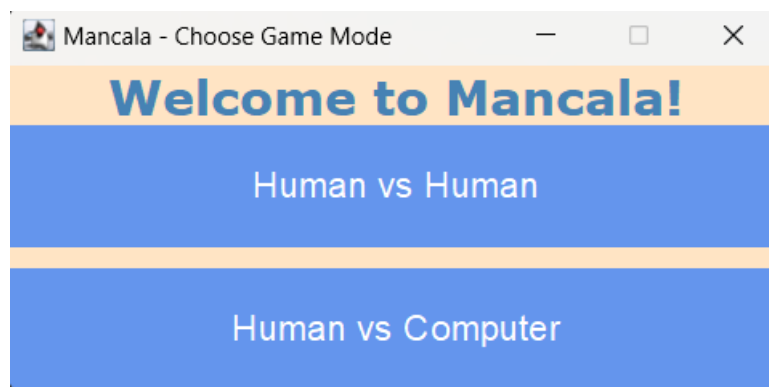 Mancala - Choose Game Mode
Welcome to Mancala!
Human vs Human
Human vs Computer